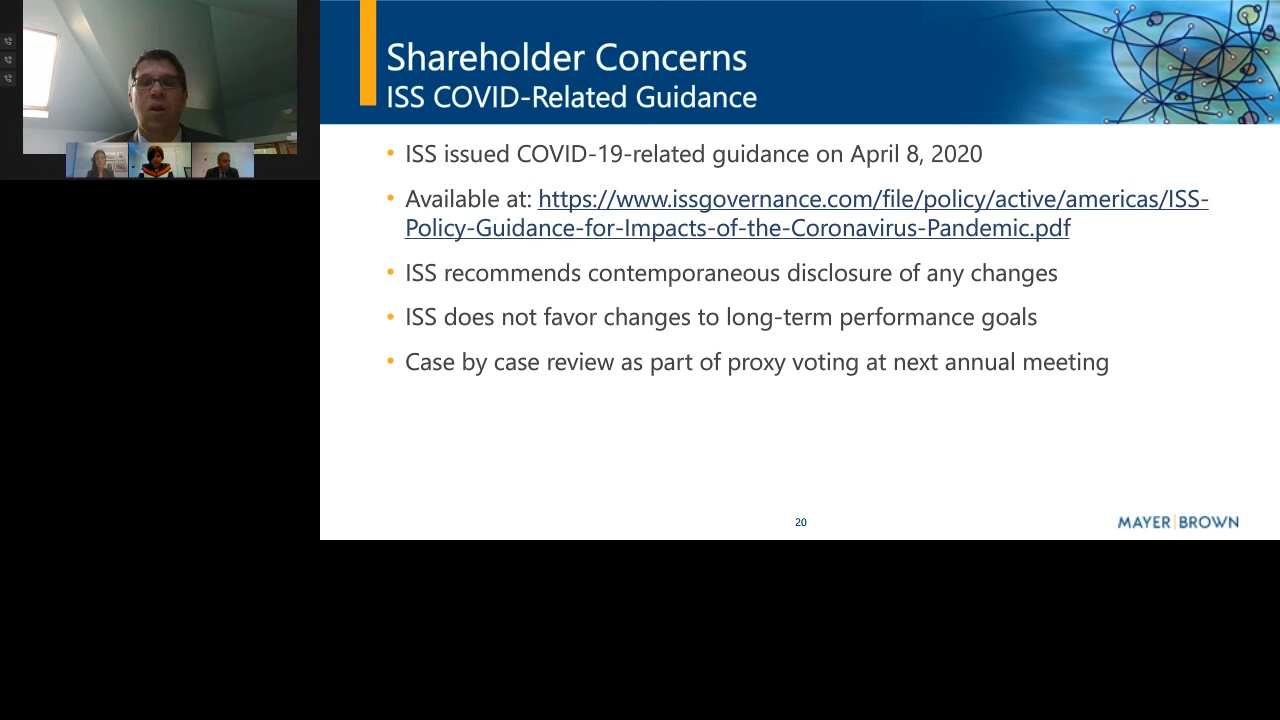 Shareholder Concerns
ISS COVID-Related Guidance
• ISS issued COVID-19-related guidance on April 8, 2020
• Available at: https://www.issgovernance.com/file/policy/active/americas/ISS-
Policy-Guidance-for-Impacts-of-the-Coronavirus-Pandemic.pdf
• ISS recommends contemporaneous disclosure of any changes
• ISS does not favor changes to long-term performance goals
• Case by case review as part of proxy voting at next annual meeting
20
MAYER|BROWN